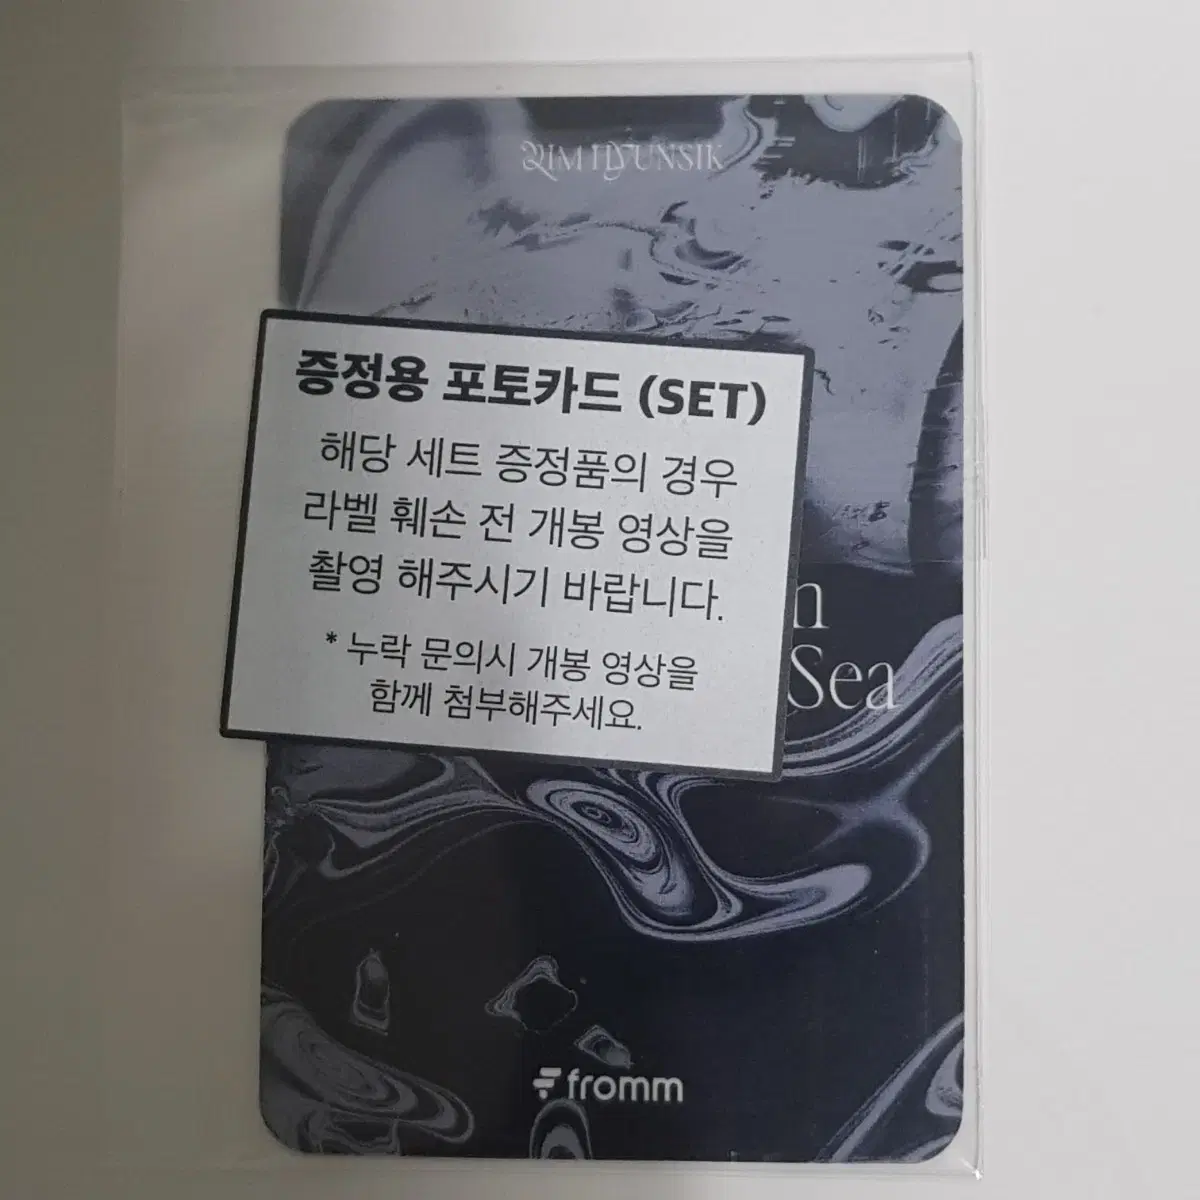 LIM HYUNSIK
증정용 포토카드 (SET)
해당 세트 증정품의 경우
라벨 훼손 전 개봉 영상을
촬영 해주시기 바랍니다.
* 누락 문의시 개봉 영상을
함께 첨부해주세요.
Sea
fromm